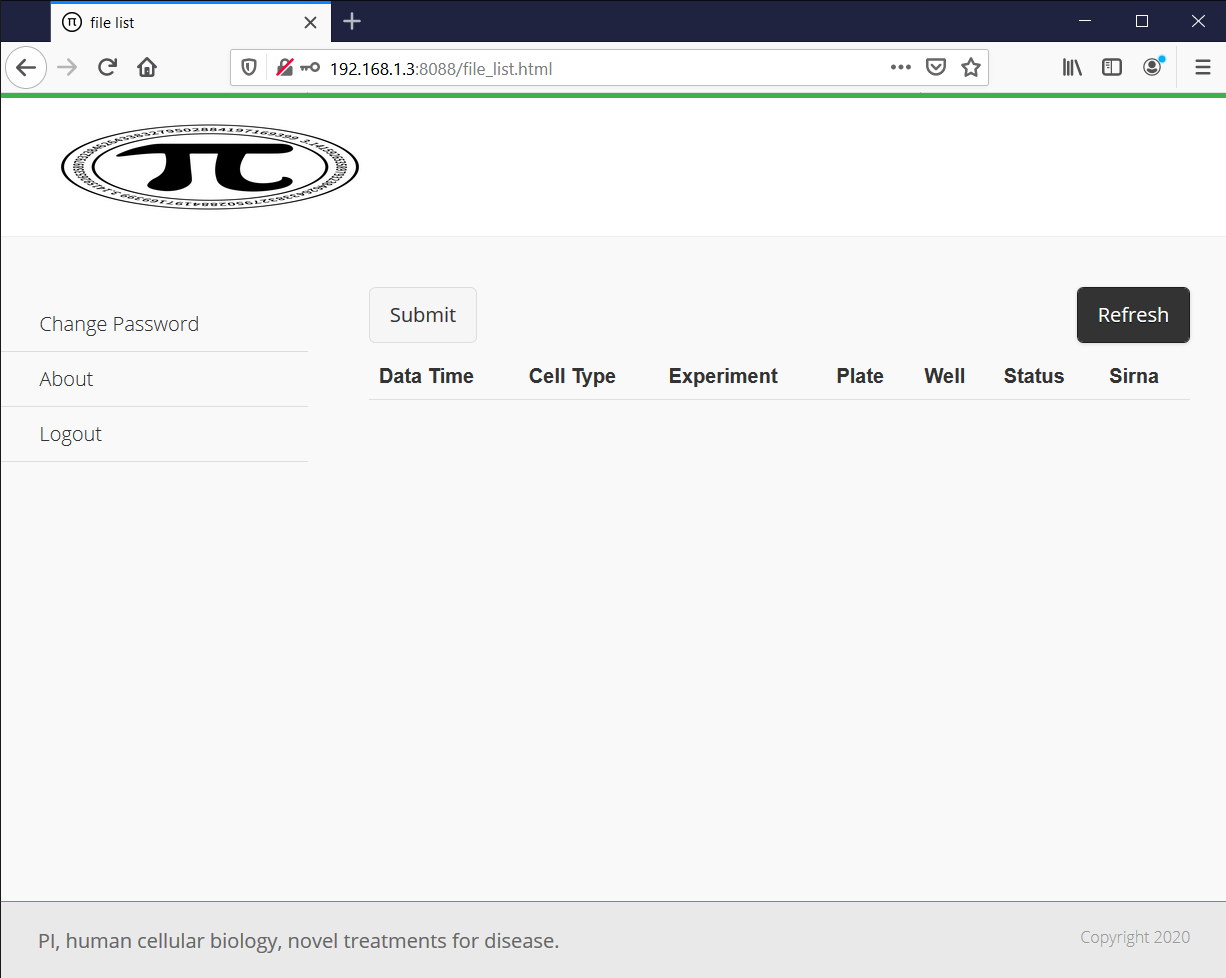 file list
192.168.1.3:8088/file_list.html
π
Submit
Refresh
Change Password
About
Logout
Data Time Cell Type Experiment Plate Well Status Sirna
PI, human cellular biology, novel treatments for disease.
Copyright 2020